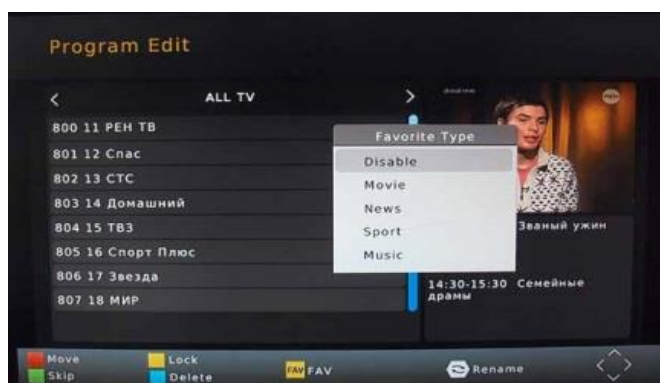 Program Edit
ALL TV
800 11 РЕН ТВ
801 12 Спас
802 13 СТС
803 14 Домашний
804 15 ТВ3
805 16 Спорт Плюс
806 17 Звезда
807 18 МИР
Favorite Type
Disable
Movie
News
Sport
Music
Званый ужин
14:30-15:30 Семейные
драмы
Move
Skip
Lock
Delete
FAV FAV
Rename